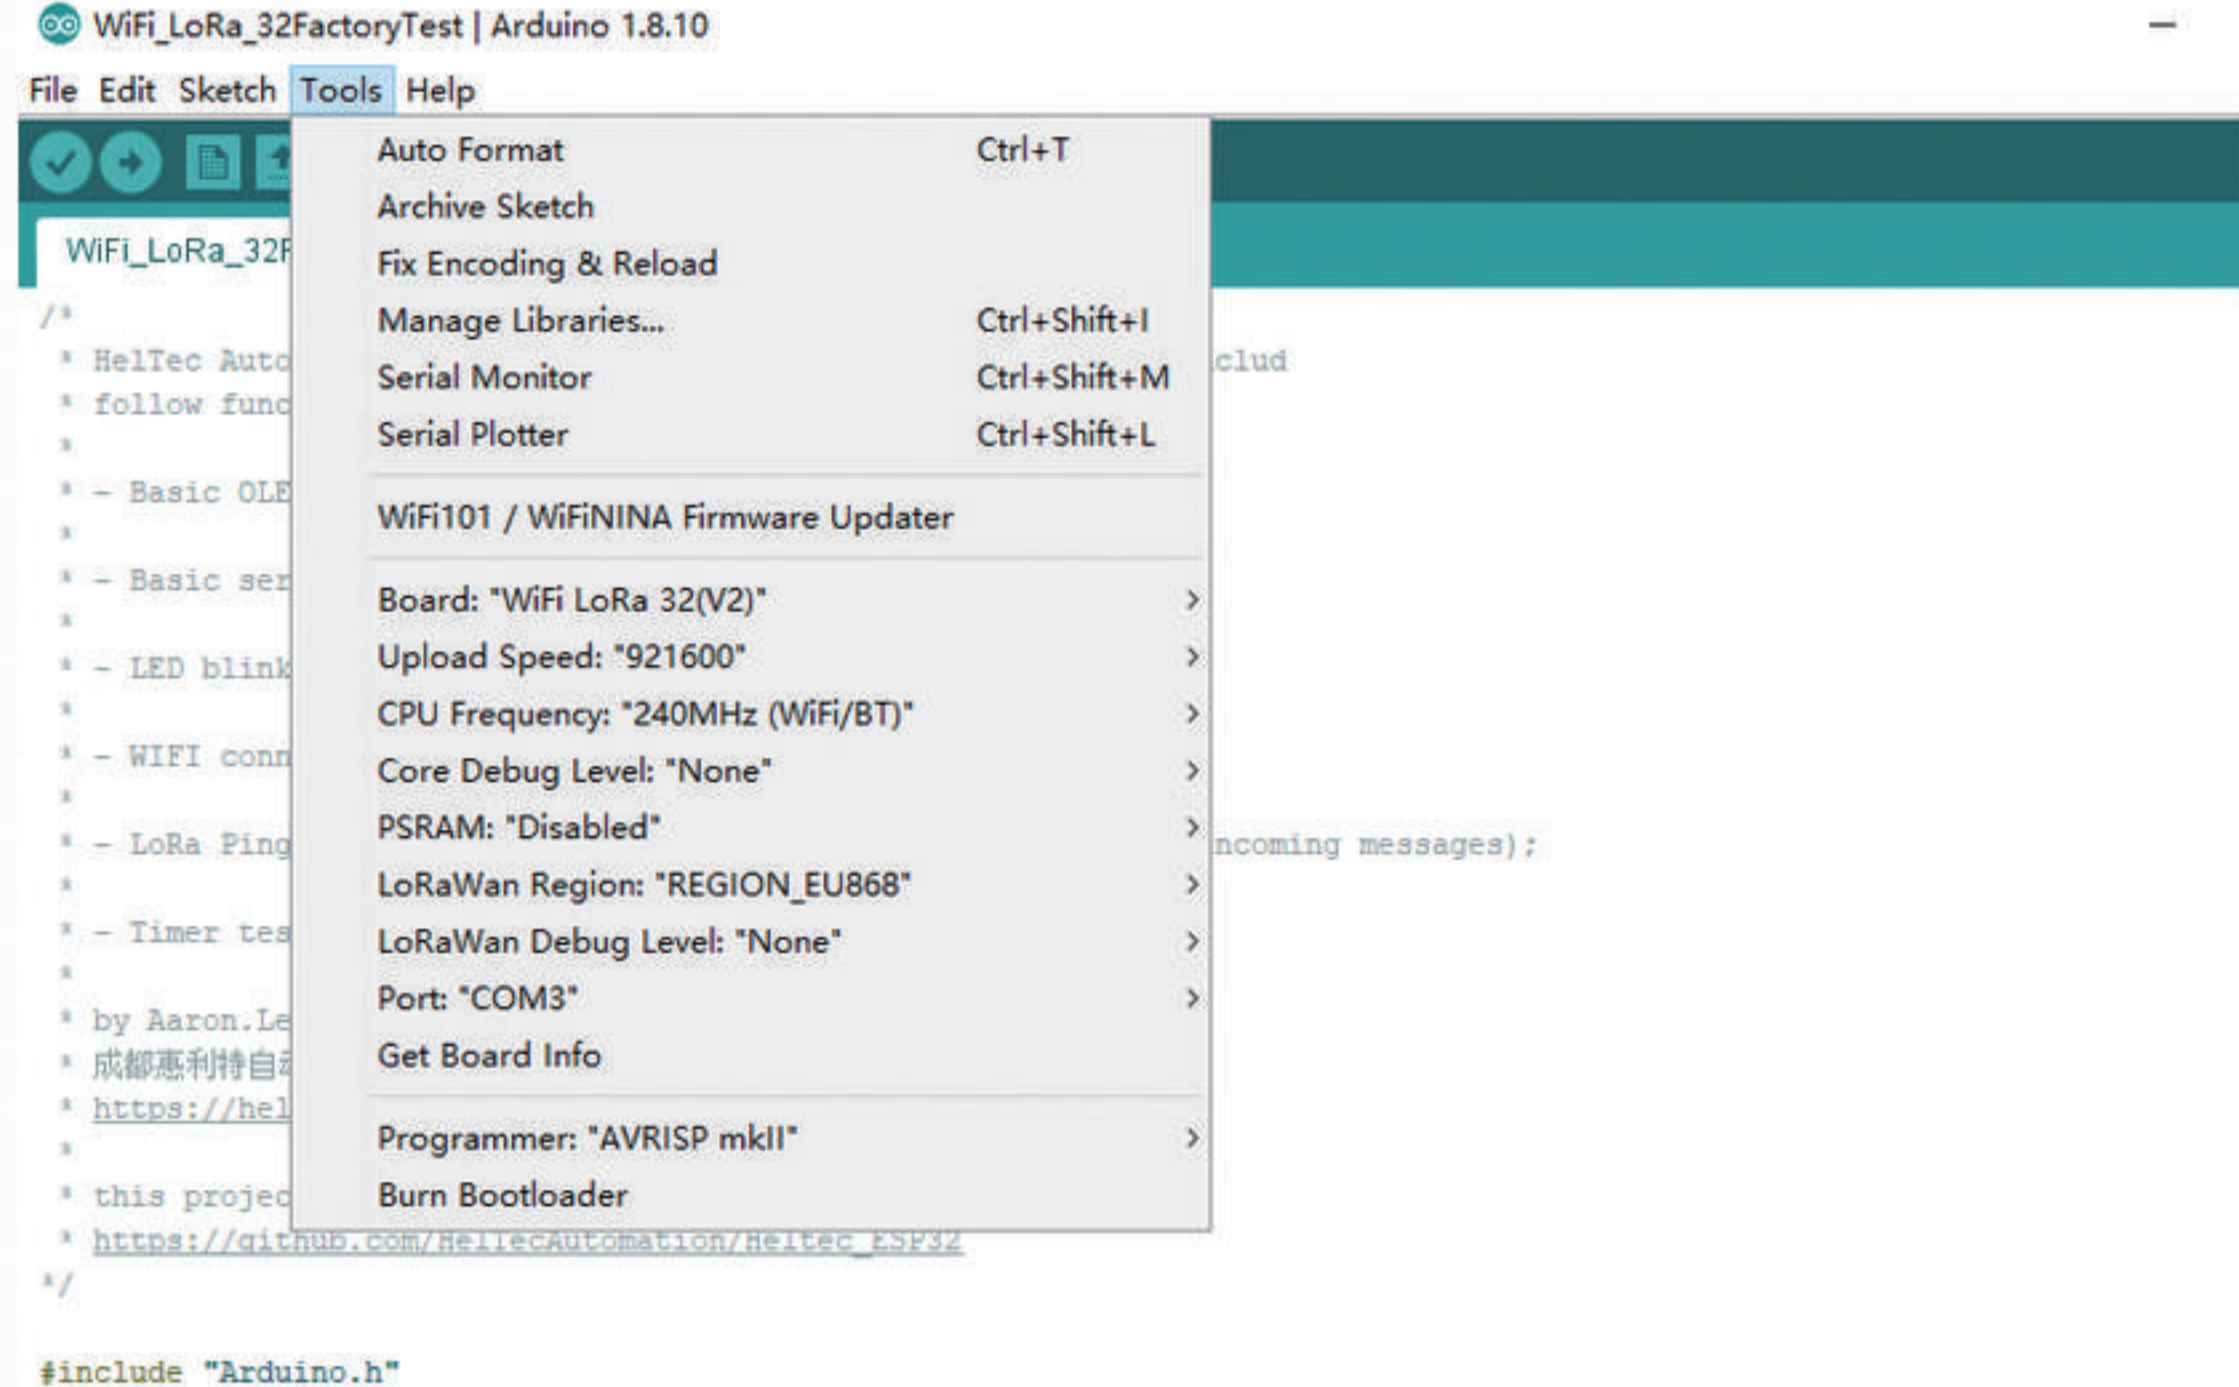 WiFi_LoRa_32FactoryTest | Arduino 1.8.10
File Edit Sketch Tools Help
Auto Format Ctrl+T
Archive Sketch
WiFi_LoRa_32F
Fix Encoding & Reload
/*
Manage Libraries... Ctrl+Shift+I
* HelTec Auto clud
Serial Monitor Ctrl+Shift+M
* follow func
Serial Plotter Ctrl+Shift+L
*
* - Basic OLE
WiFi101 / WiFiNINA Firmware Updater
*
* - Basic ser
Board: "WiFi LoRa 32(V2)" >
*
Upload Speed: "921600" >
* - LED blink
*
CPU Frequency: "240MHz (WiFi/BT)" >
* - WIFI conn
Core Debug Level: "None" >
*
PSRAM: "Disabled" >
* - LoRa Ping ncoming messages);
*
LoRaWan Region: "REGION_EU868" >
* - Timer tes
LoRaWan Debug Level: "None" >
*
Port: "COM3" >
* by Aaron.Le
Get Board Info
* 成都惠利特自动
* https://hel
Programmer: "AVRISP mkII" >
*
* this projec
Burn Bootloader
* https://github.com/HelTecAutomation/Heltec_ESP32
*/
#include "Arduino.h"